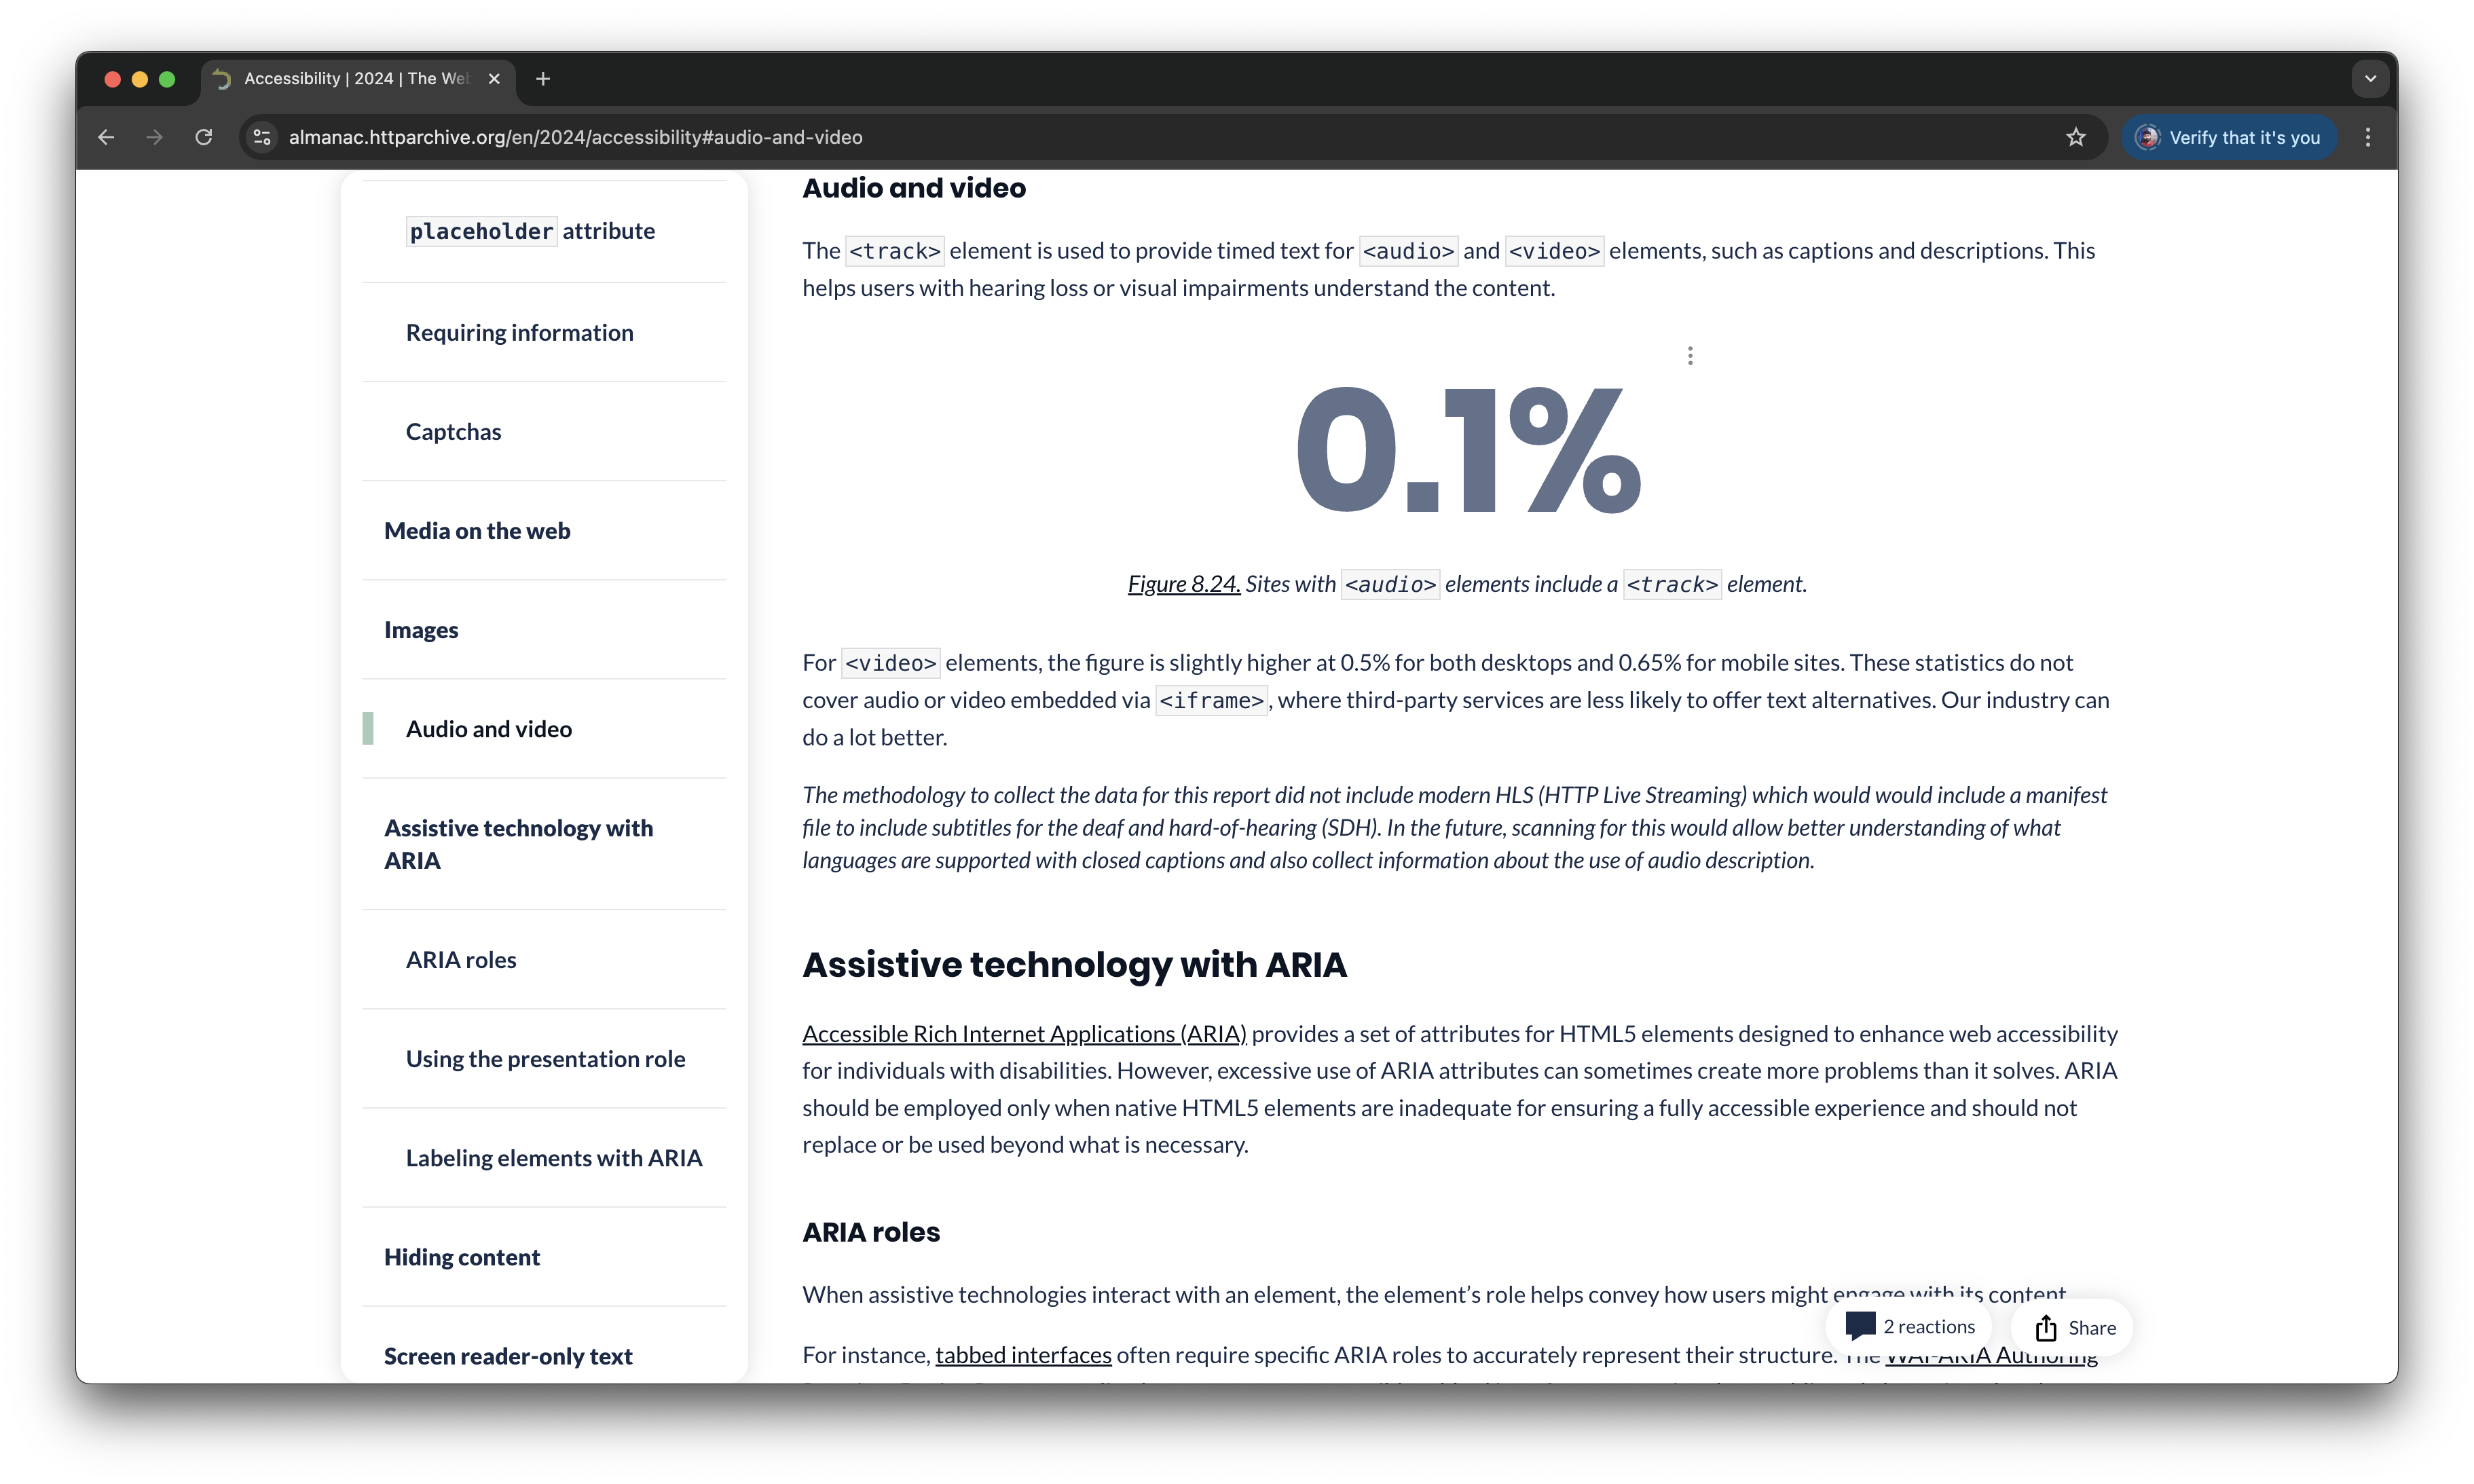 Accessibility | 2024 | The Web
almanac.httparchive.org/en/2024/accessibility#audio-and-video
Verify that it's you
placeholder attribute
Requiring information
Captchas
Media on the web
Images
Audio and video
Assistive technology with
ARIA
ARIA roles
Using the presentation role
Labeling elements with ARIA
Hiding content
Screen reader-only text
Audio and video
The <track> element is used to provide timed text for <audio> and <video> elements, such as captions and descriptions. This
helps users with hearing loss or visual impairments understand the content.
0.1%
Figure 8.24. Sites with <audio> elements include a <track> element.
For <video> elements, the figure is slightly higher at 0.5% for both desktops and 0.65% for mobile sites. These statistics do not
cover audio or video embedded via <iframe>, where third-party services are less likely to offer text alternatives. Our industry can
do a lot better.
The methodology to collect the data for this report did not include modern HLS (HTTP Live Streaming) which would would include a manifest
file to include subtitles for the deaf and hard-of-hearing (SDH). In the future, scanning for this would allow better understanding of what
languages are supported with closed captions and also collect information about the use of audio description.
Assistive technology with ARIA
Accessible Rich Internet Applications (ARIA) provides a set of attributes for HTML5 elements designed to enhance web accessibility
for individuals with disabilities. However, excessive use of ARIA attributes can sometimes create more problems than it solves. ARIA
should be employed only when native HTML5 elements are inadequate for ensuring a fully accessible experience and should not
replace or be used beyond what is necessary.
ARIA roles
When assistive technologies interact with an element, the element's role helps convey how users might engage with its content.
For instance, tabbed interfaces often require specific ARIA roles to accurately represent their structure. The WAI-ARIA Authoring
2 reactions
Share